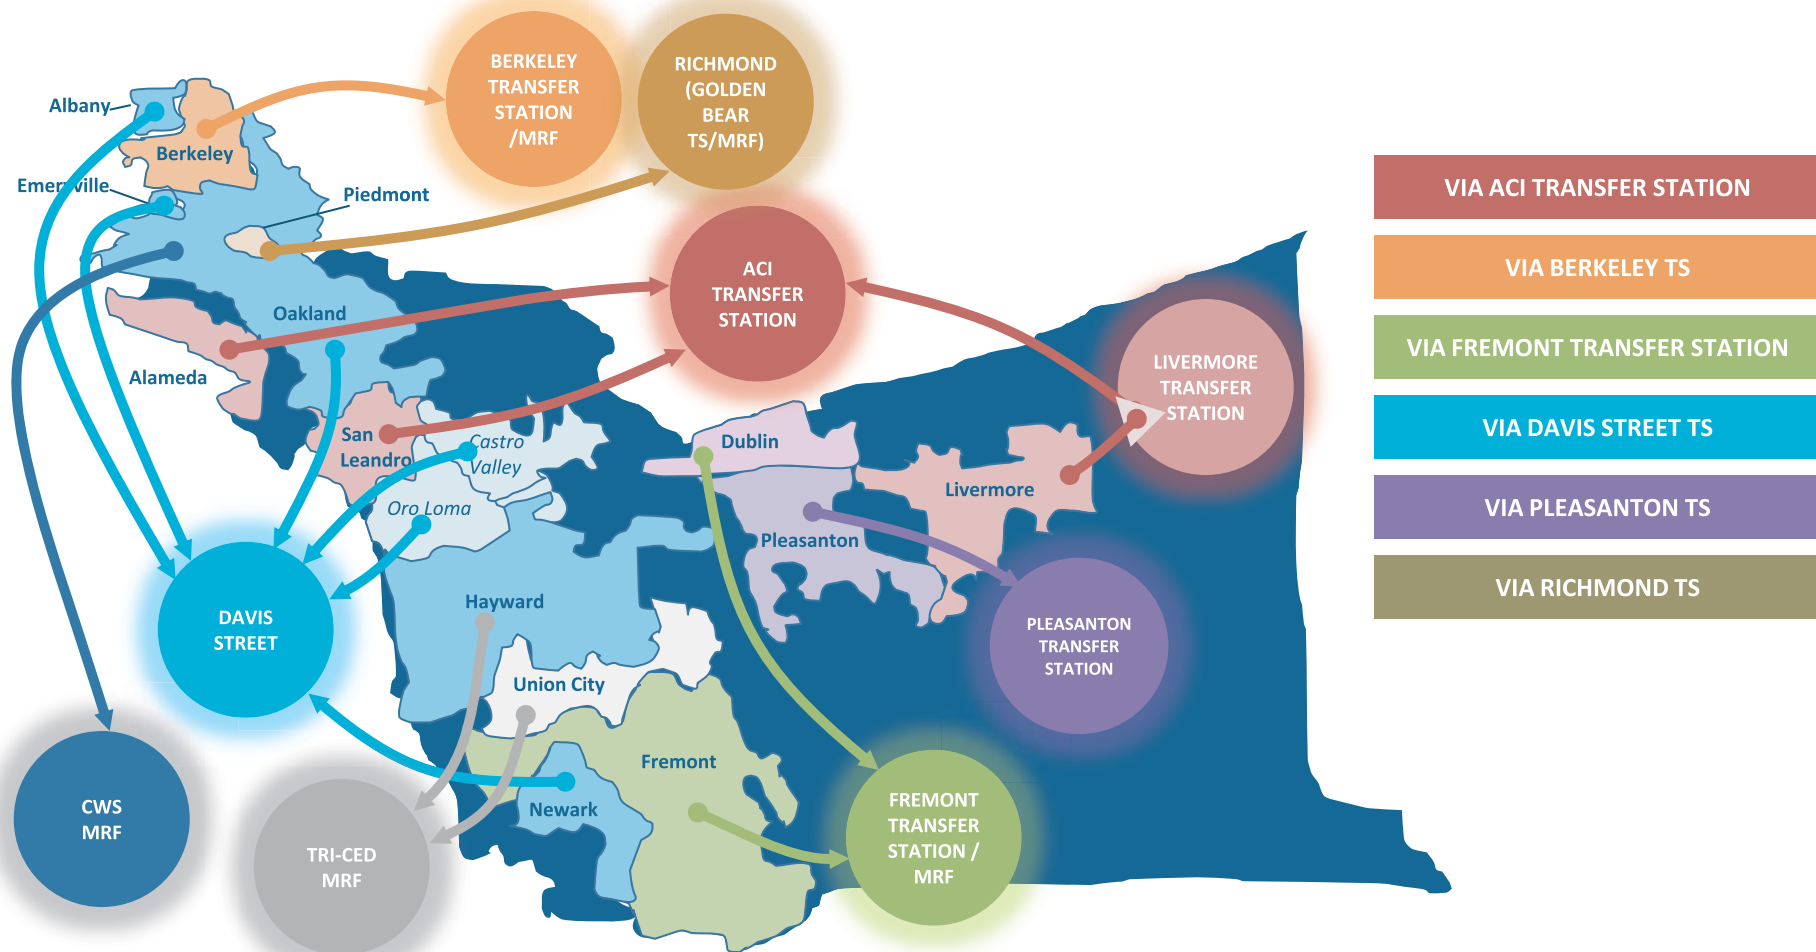 BERKELEY
TRANSFER
STATION
/MRF
RICHMOND
(GOLDEN
BEAR
TS/MRF)
Albany
Berkeley
Emeryville
Piedmont
VIA ACI TRANSFER STATION
VIA BERKELEY TS
VIA FREMONT TRANSFER STATION
VIA DAVIS STREET TS
VIA PLEASANTON TS
VIA RICHMOND TS
ACI
TRANSFER
STATION
Oakland
Alameda
LIVERMORE
TRANSFER
STATION
San
Leandro
Castro
Valley
Dublin
Livermore
Oro Loma
Pleasanton
Hayward
DAVIS
STREET
PLEASANTON
TRANSFER
STATION
Union City
Fremont
Newark
CWS
MRF
TRI-CED
MRF
FREMONT
TRANSFER
STATION /
MRF